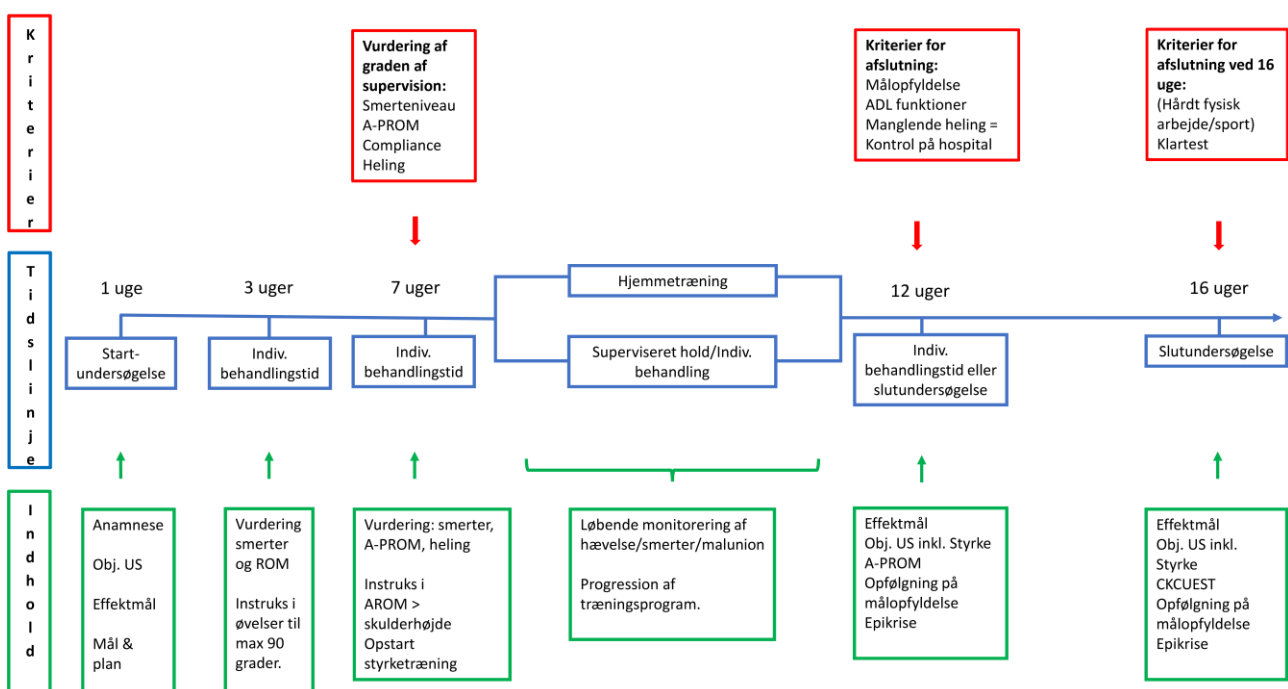 Kriterier
Vurdering af
graden af
supervision:
Smerteniveau
A-PROM
Compliance
Heling
Kriterier for
afslutning:
Målopfyldelse
ADL funktioner
Manglende heling =
Kontrol på hospital
Kriterier for
afslutning ved 16
uge:
(Hårdt fysisk
arbejde/sport)
Klartest
Tidslinje
1 uge
3 uger
7 uger
Hjemmetræning
12 uger
16 uger
Start-
undersøgelse
Indiv.
behandlingstid
Indiv.
behandlingstid
Superviseret hold/Indiv.
behandling
Indiv.
behandlingstid eller
slutundersøgelse
Slutundersøgelse
Indhold
Anamnese
Obj. US
Effektmål
Mål &
plan
Vurdering
smerter
og ROM
Instruks i
øvelser til
max 90
grader.
Vurdering: smerter,
A-PROM, heling
Instruks i
AROM >
skulderhøjde
Opstart
styrketræning
Løbende monitorering af
hævelse/smerter/malunion
Progression af
træningsprogram.
Effektmål
Obj. US inkl. Styrke
A-PROM
Opfølgning på
målopfyldelse
Epikrise
Effektmål
Obj. US inkl.
Styrke
CKCUEST
Opfølgning på
målopfyldelse
Epikrise